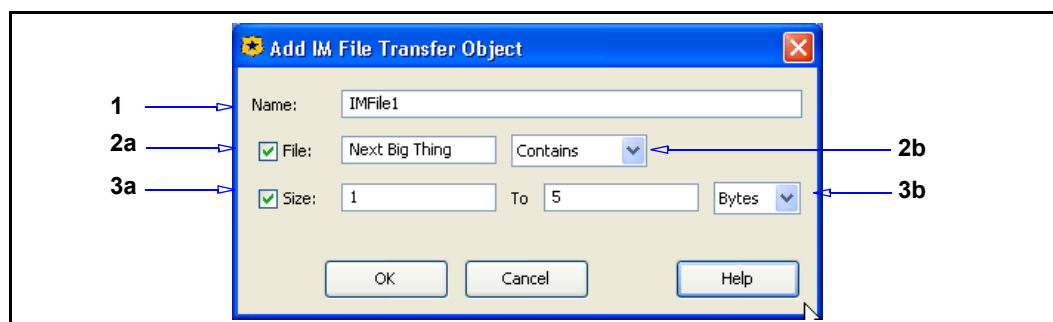 Add IM File Transfer Object
1 Name: IMFile1
2a File: Next Big Thing Contains 2b
3a Size: 1 To 5 Bytes 3b
OK Cancel Help